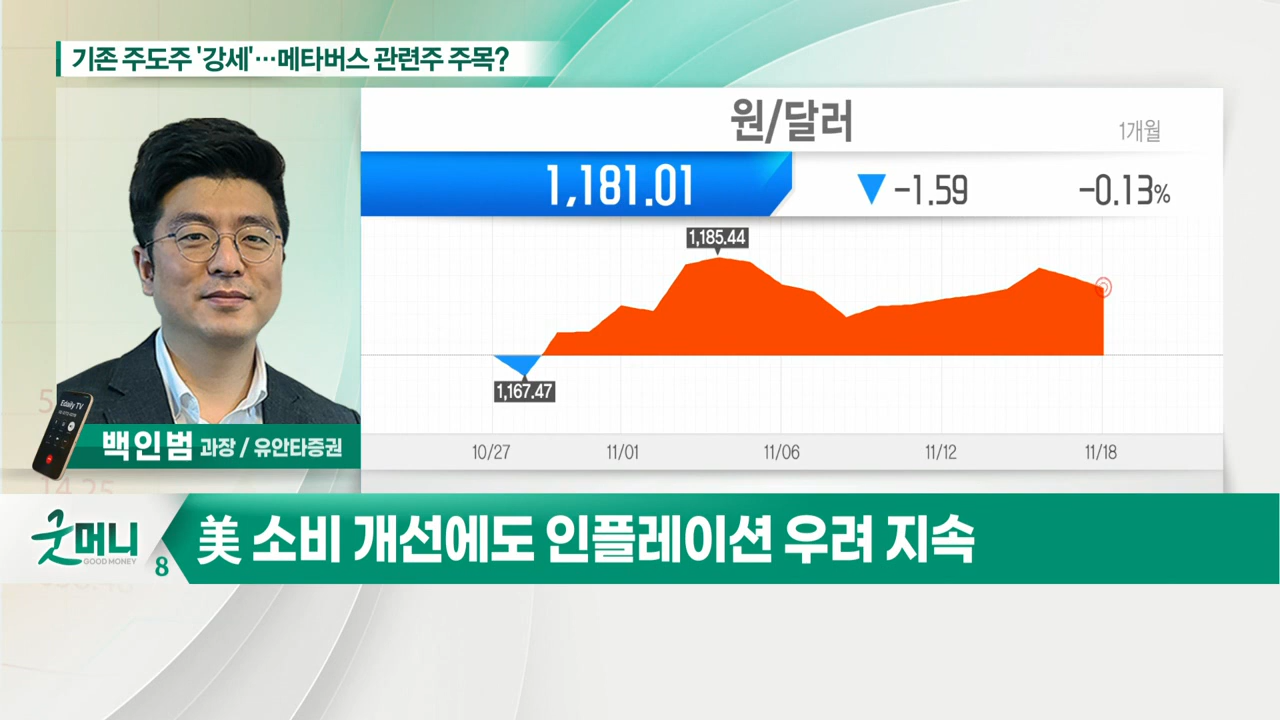 기존 주도주 '강세'…메타버스 관련주 주목?
원/달러
1개월
1,181.01 ▼ -1.59 -0.13%
1,185.44
1,167.47
10/27 11/01 11/06 11/12 11/18
Edaily TV
백인범 과장 / 유안타증권
14.25
굿머니
GOOD MONEY
8
美 소비 개선에도 인플레이션 우려 지속